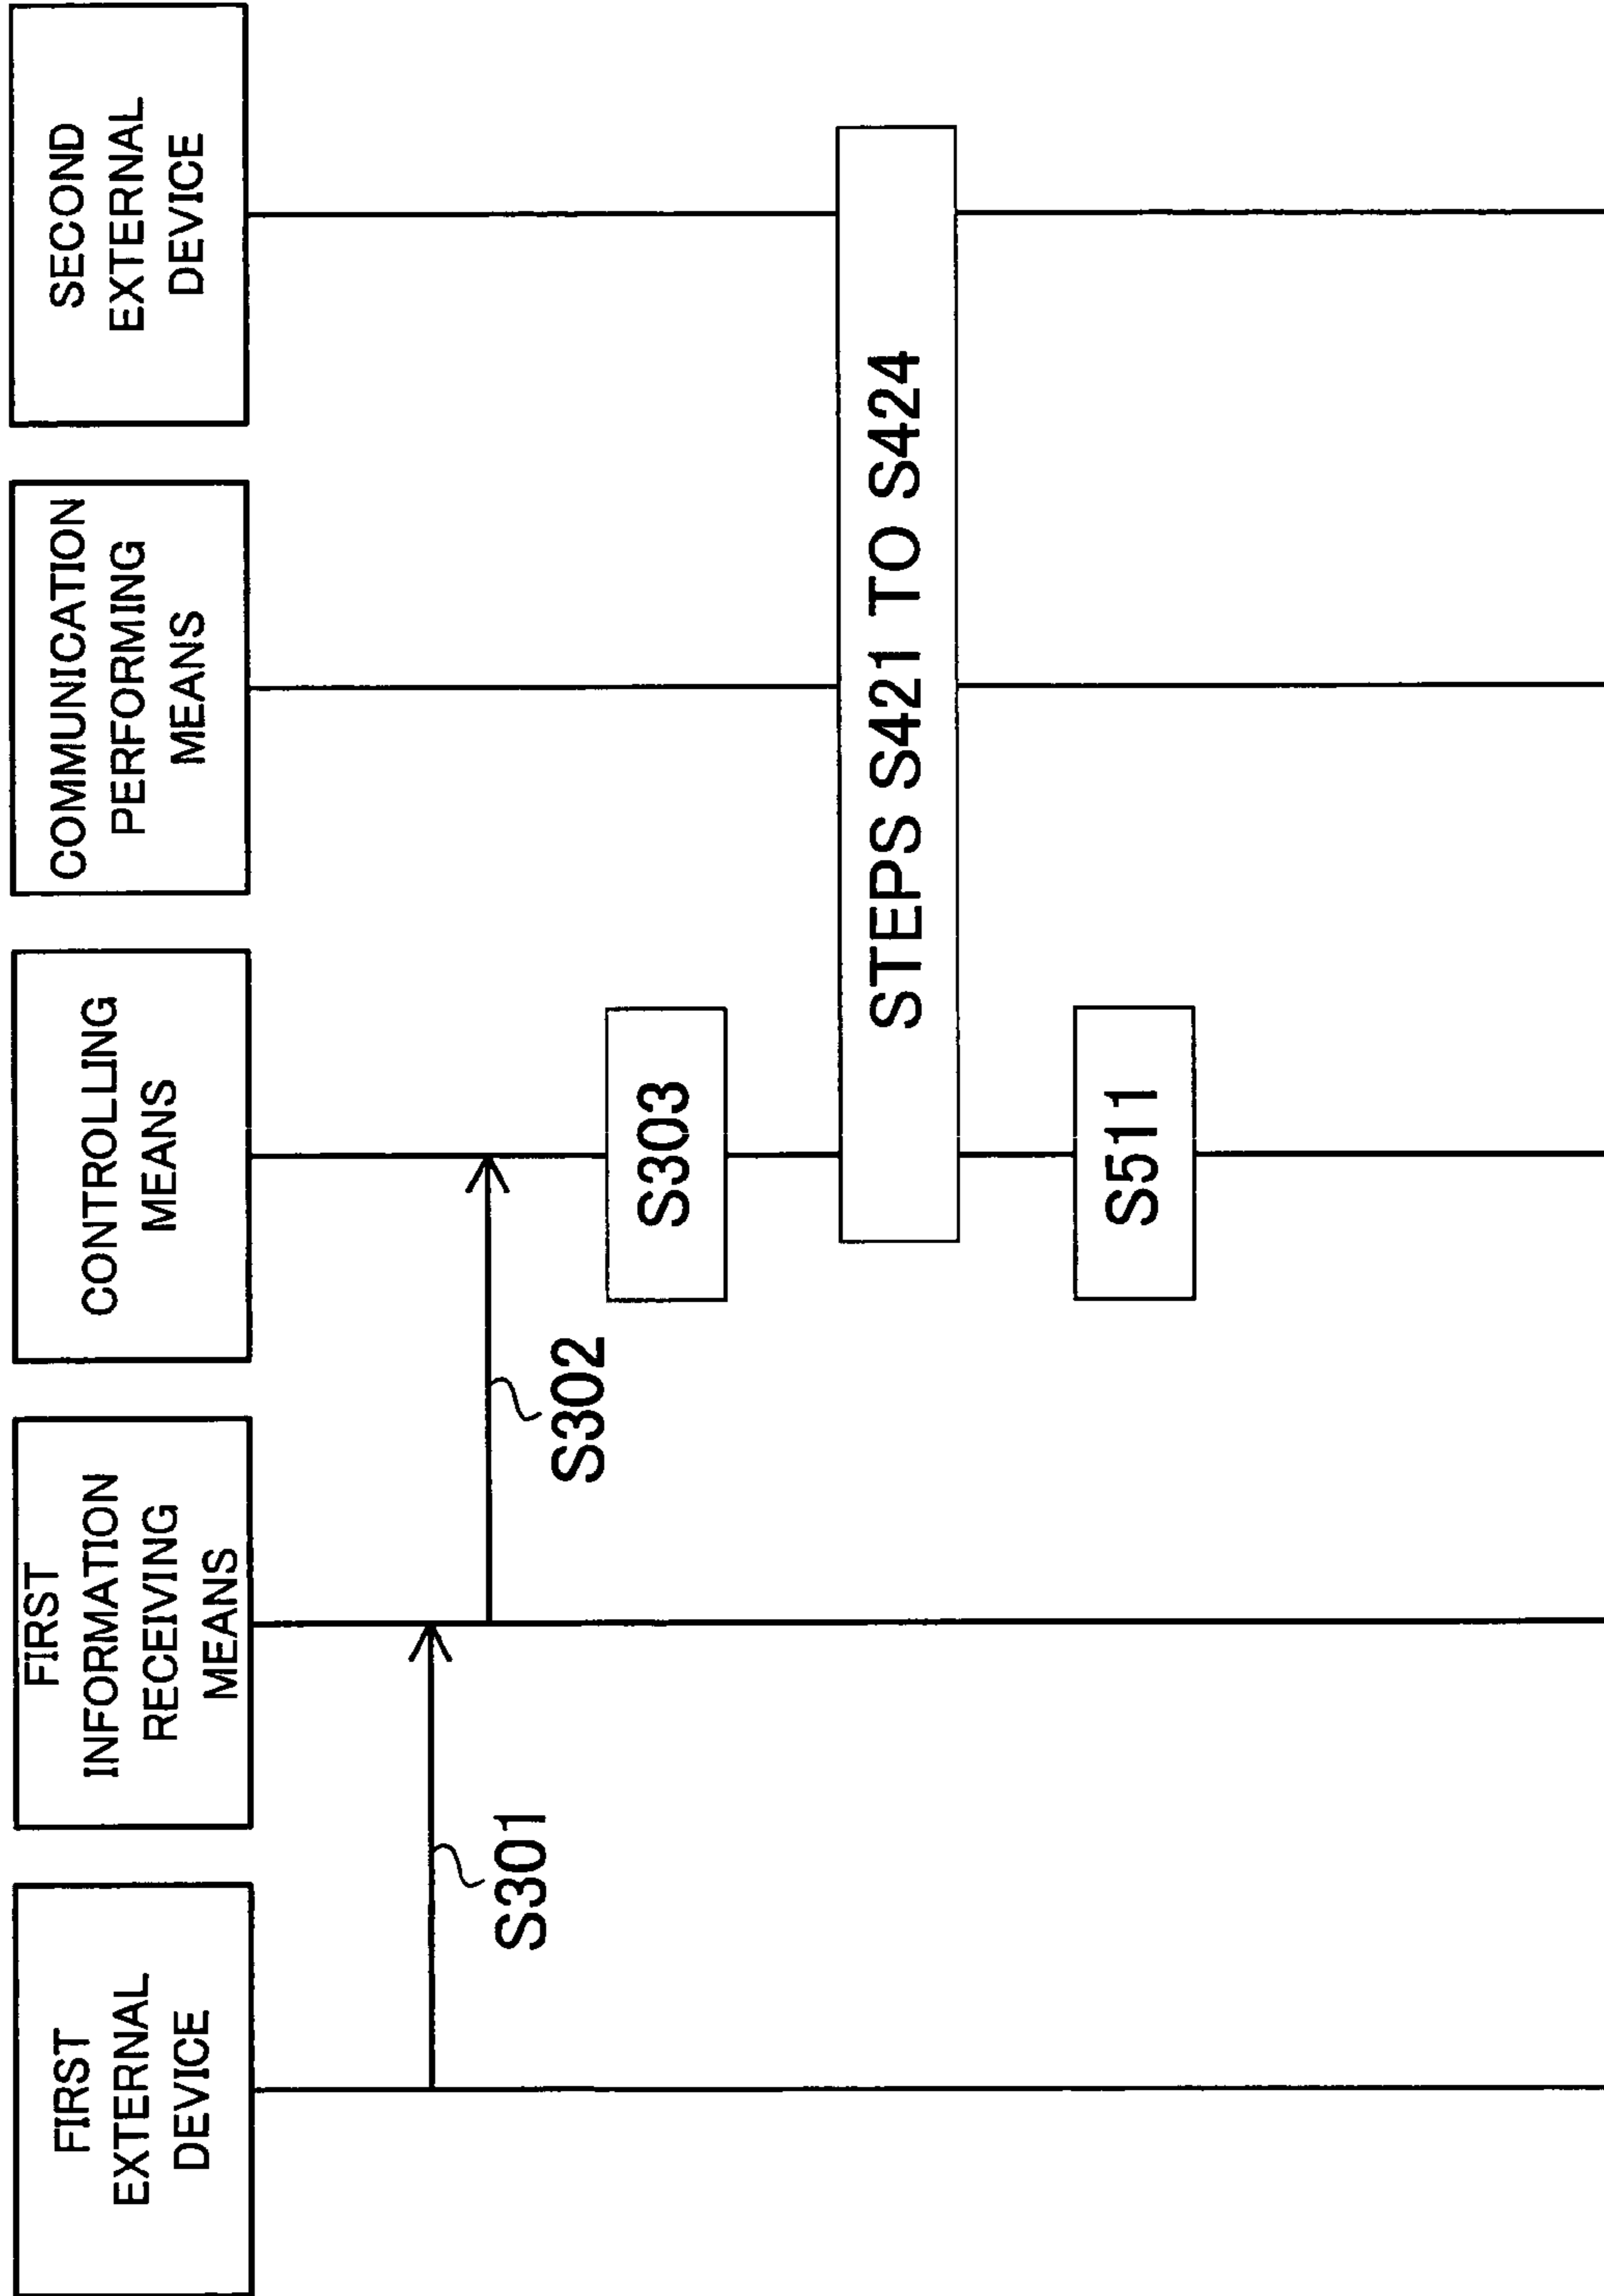 FIRST
EXTERNAL
DEVICE
FIRST
INFORMATION
RECEIVING
MEANS
CONTROLLING
MEANS
COMMUNICATION
PERFORMING
MEANS
SECOND
EXTERNAL
DEVICE
S301
S302
S303
STEPS S421 TO S424
S511